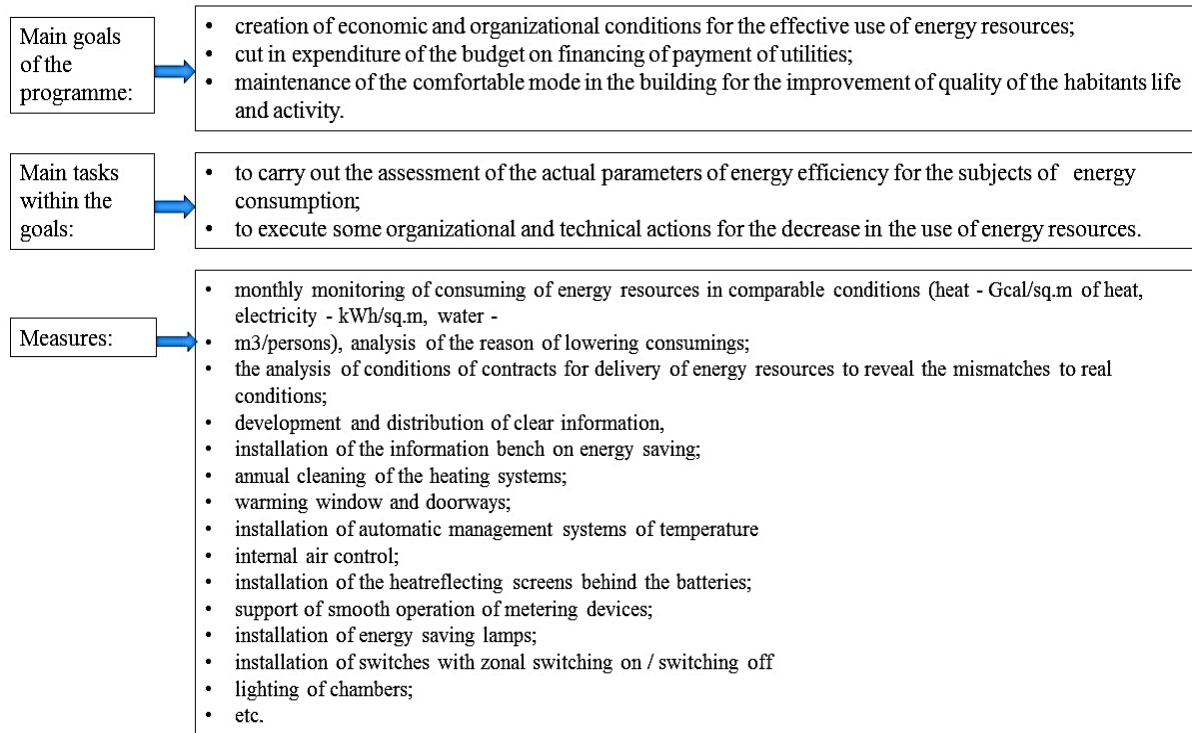 Main goals
of the
programme:
• creation of economic and organizational conditions for the effective use of energy resources;
• cut in expenditure of the budget on financing of payment of utilities;
• maintenance of the comfortable mode in the building for the improvement of quality of the habitants life
and activity.
Main tasks
within the
goals:
• to carry out the assessment of the actual parameters of energy efficiency for the subjects of energy
consumption;
• to execute some organizational and technical actions for the decrease in the use of energy resources.
Measures:
• monthly monitoring of consuming of energy resources in comparable conditions (heat - Gcal/sq.m of heat,
electricity - kWh/sq.m, water -
• m3/persons), analysis of the reason of lowering consumings;
• the analysis of conditions of contracts for delivery of energy resources to reveal the mismatches to real
conditions;
• development and distribution of clear information,
• installation of the information bench on energy saving;
• annual cleaning of the heating systems;
• warming window and doorways;
• installation of automatic management systems of temperature
• internal air control;
• installation of the heatreflecting screens behind the batteries;
• support of smooth operation of metering devices;
• installation of energy saving lamps;
• installation of switches with zonal switching on / switching off
• lighting of chambers;
• etc.